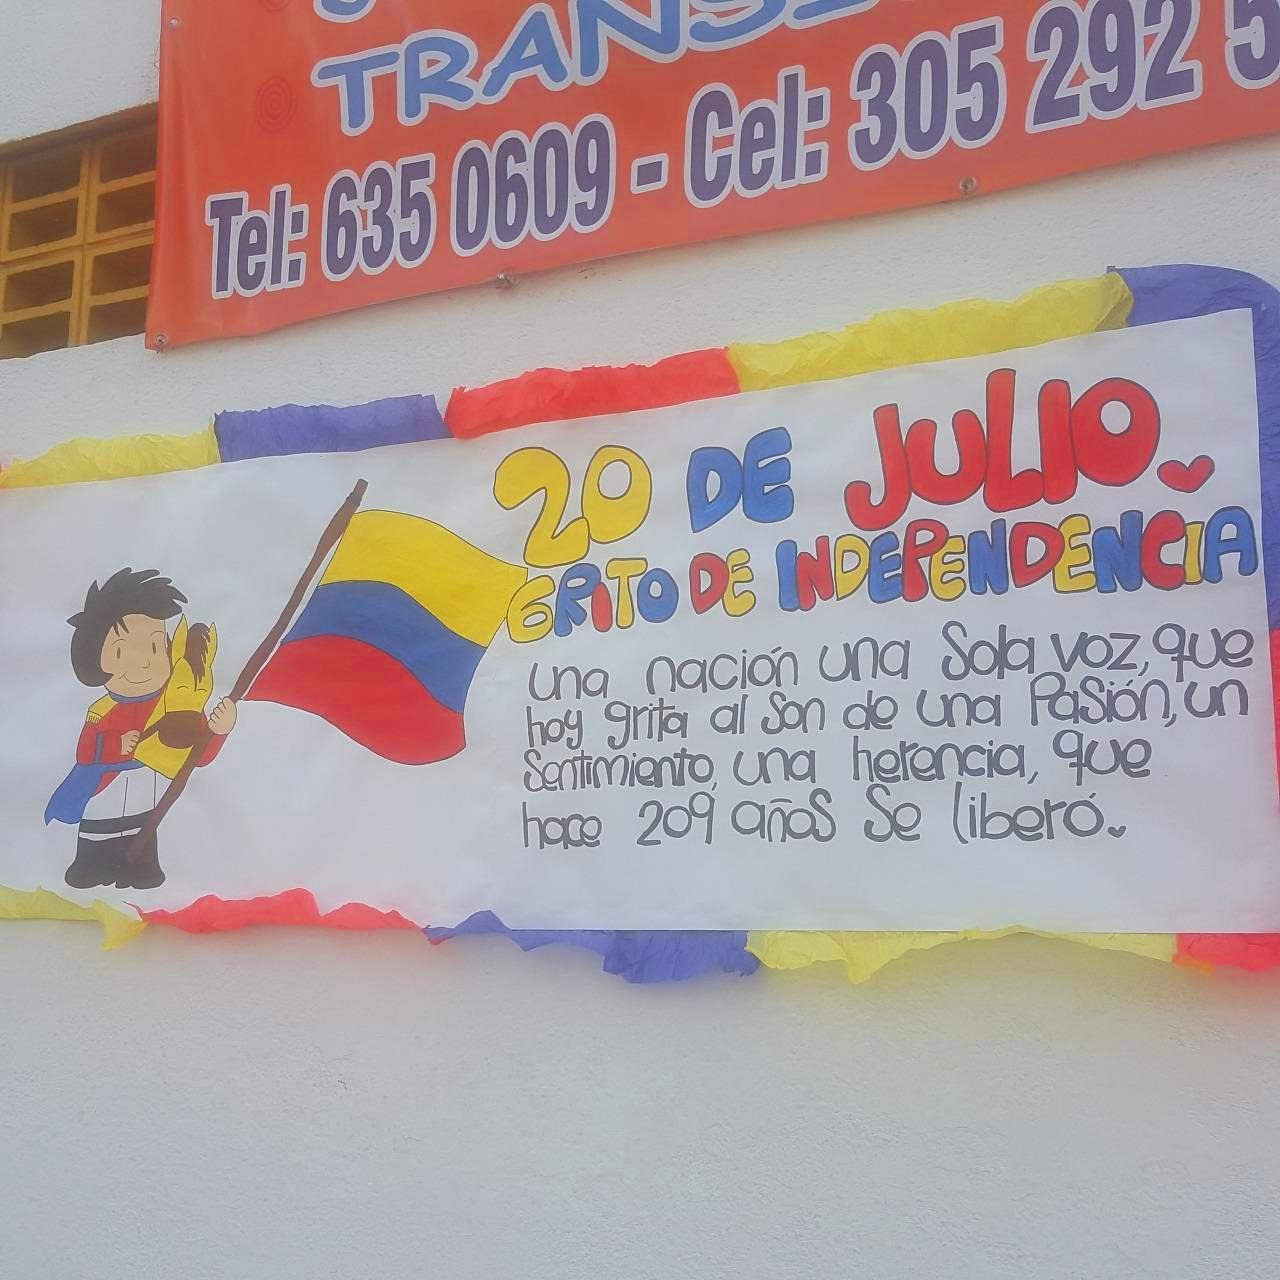 TRANSI
Tel: 635 0609 - Cel: 305 292 5
20 DE JULIO.
GRITO DE INDEPENDENCIA
una nación una Sola voz, que
hoy grita al Son de una Pasión, un
Sentimiento, una herencia, que
hace 209 años Se liberó.